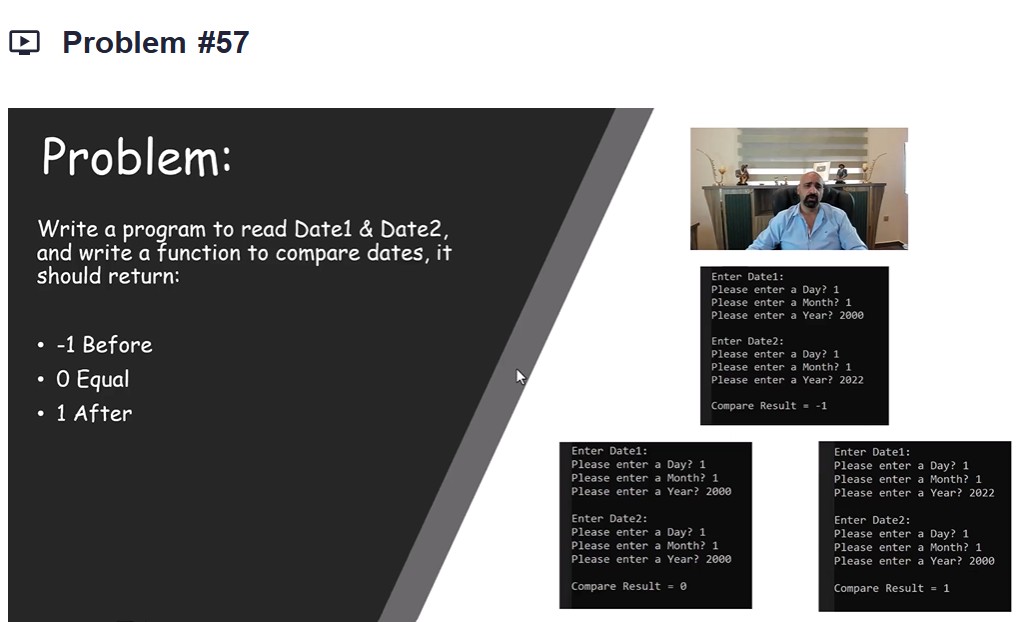 Problem #57
Problem:
Write a program to read Date1 & Date2,
and write a function to compare dates, it
should return:
• -1 Before
• 0 Equal
• 1 After
Enter Date1:
Please enter a Day? 1
Please enter a Month? 1
Please enter a Year? 2000
Enter Date2:
Please enter a Day? 1
Please enter a Month? 1
Please enter a Year? 2022
Compare Result = -1
Enter Date1:
Please enter a Day? 1
Please enter a Month? 1
Please enter a Year? 2000
Enter Date2:
Please enter a Day? 1
Please enter a Month? 1
Please enter a Year? 2000
Compare Result = 0
Enter Date1:
Please enter a Day? 1
Please enter a Month? 1
Please enter a Year? 2022
Enter Date2:
Please enter a Day? 1
Please enter a Month? 1
Please enter a Year? 2000
Compare Result = 1